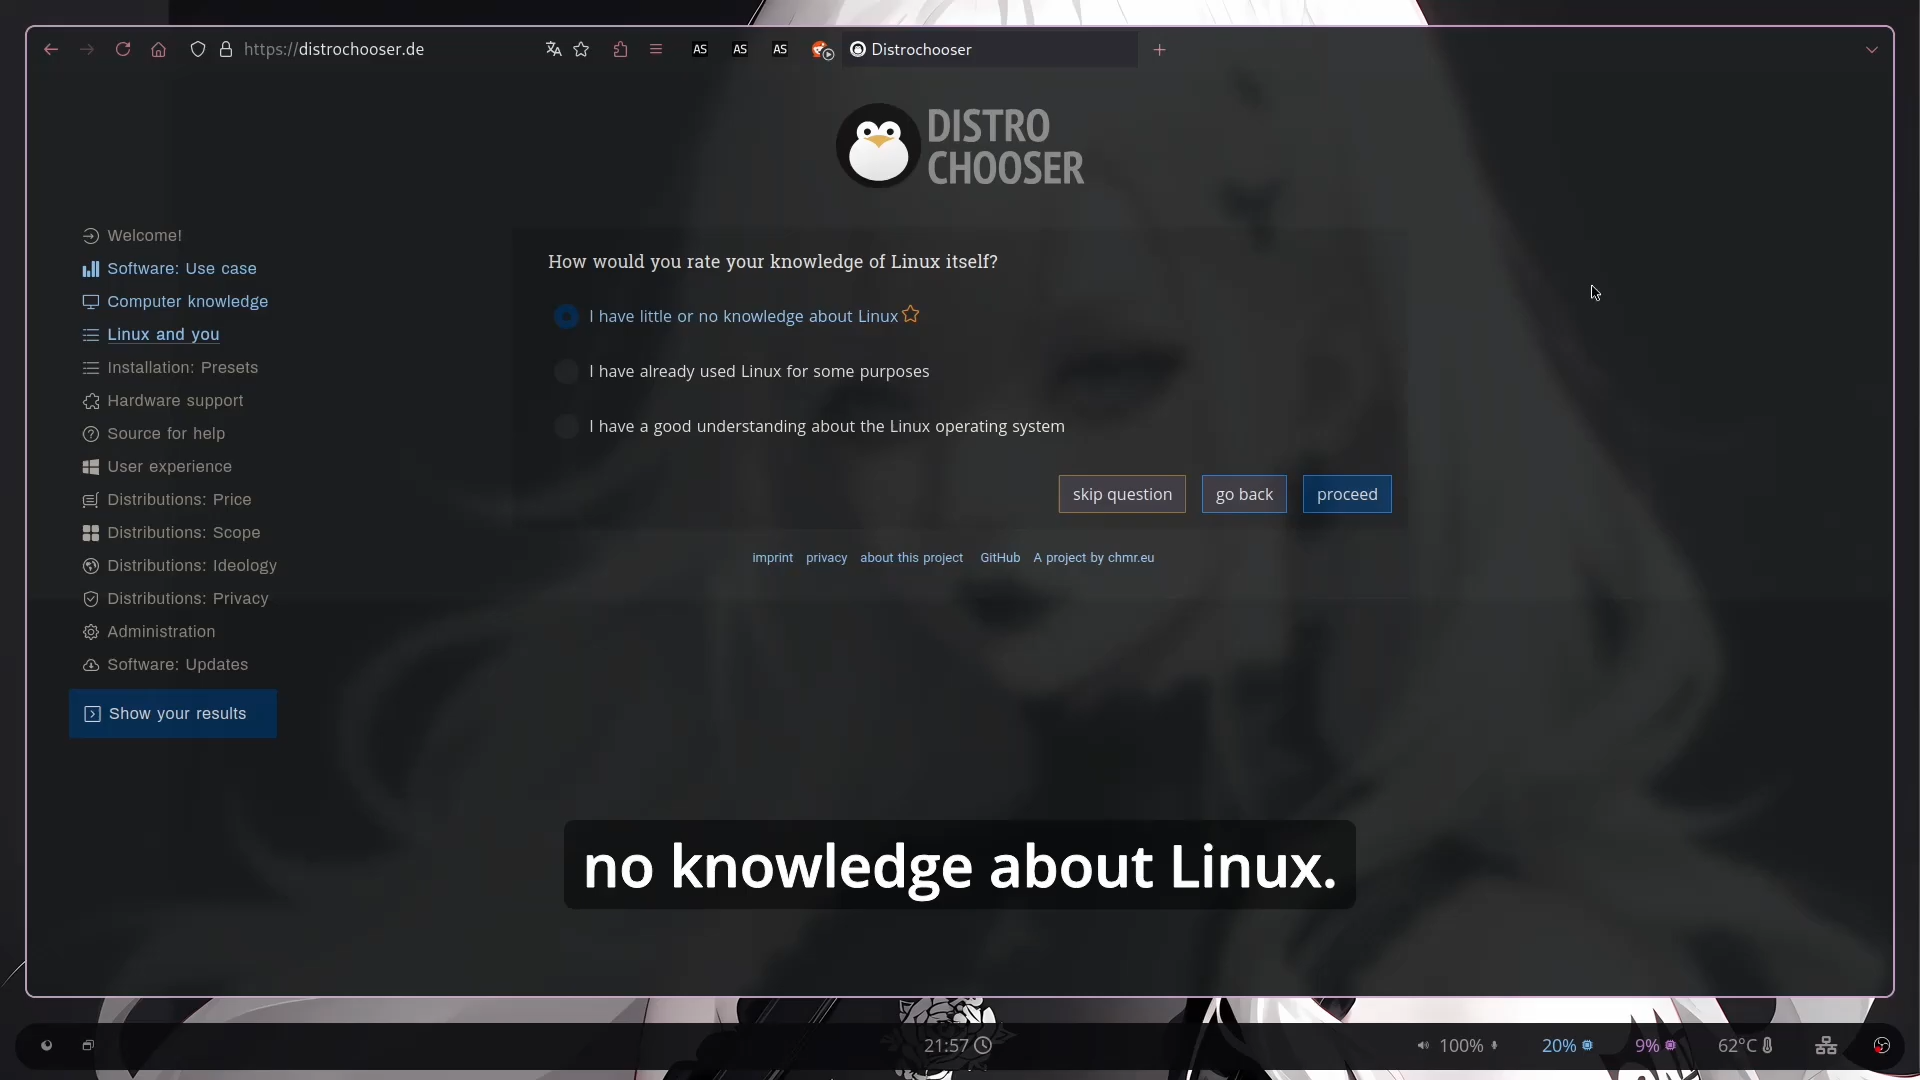 https://distrochooser.de
AS
AS
AS
Distrochooser
DISTRO
CHOOSER
Welcome!
Software: Use case
Computer knowledge
Linux and you
Installation: Presets
Hardware support
Source for help
User experience
Distributions: Price
Distributions: Scope
Distributions: Ideology
Distributions: Privacy
Administration
Software: Updates
Show your results
How would you rate your knowledge of Linux itself?
I have little or no knowledge about Linux
I have already used Linux for some purposes
I have a good understanding about the Linux operating system
skip question
go back
proceed
imprint privacy about this project GitHub A project by chmr.eu
no knowledge about Linux.
21:57
100%
20%
9%
62°C